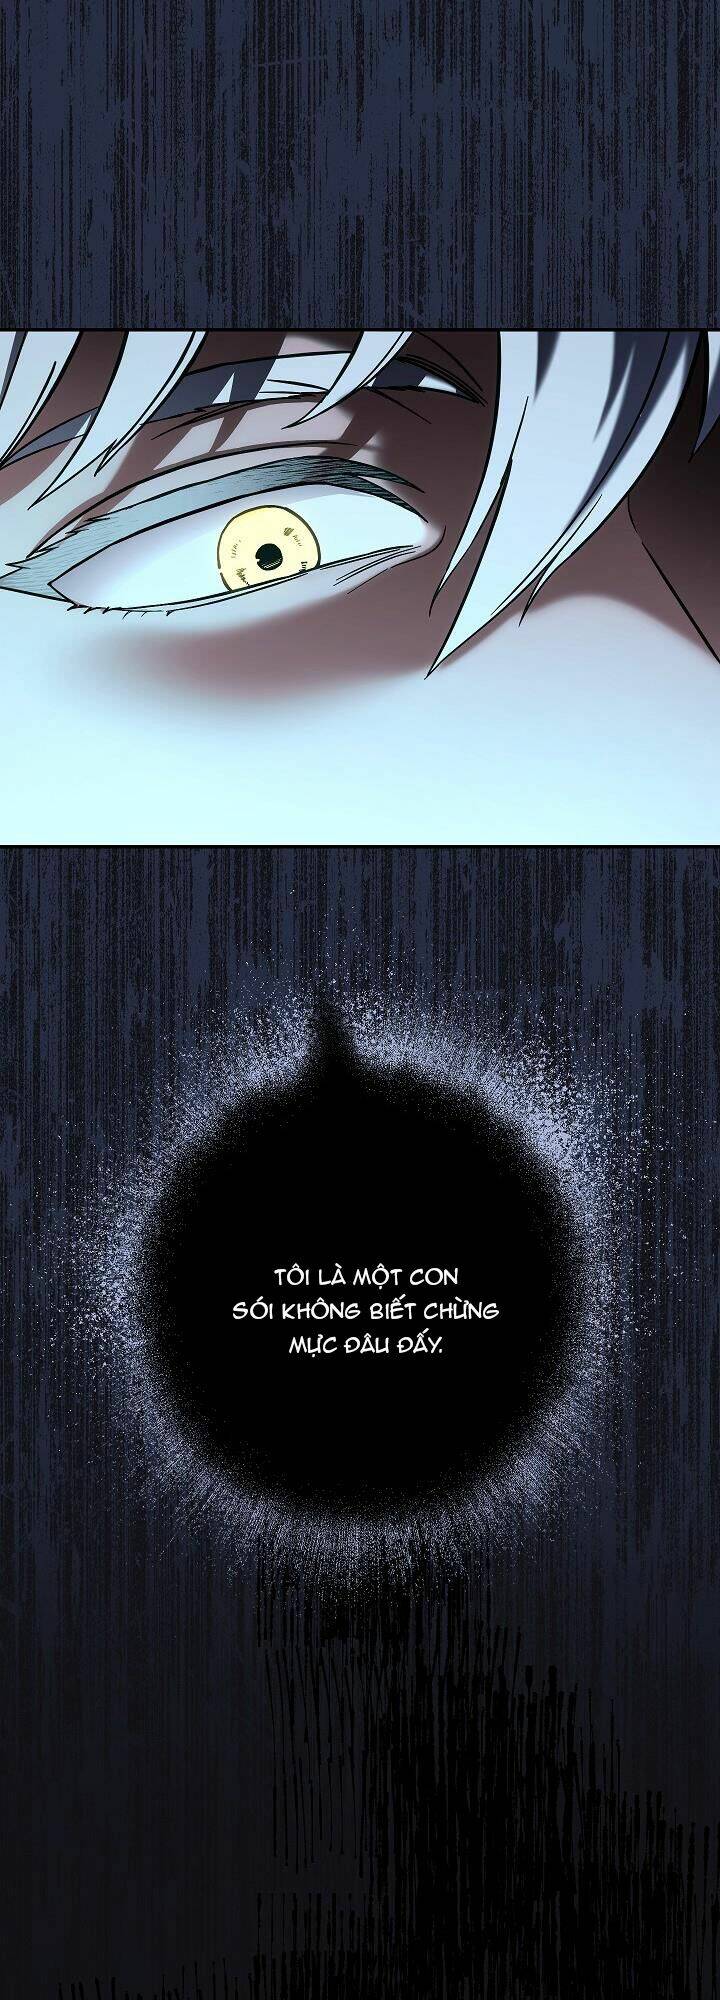 TÔI LÀ MỘT CON
SÓI KHÔNG BIẾT CHỪNG
MỰC ĐÂU ĐẤY.